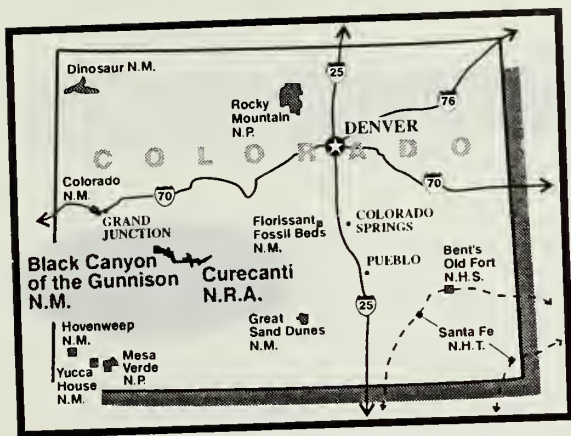 Dinosaur N.M.
25
76
Rocky
Mountain
N.P.
DENVER
COLORADO
Colorado
N.M.
70
70
GRAND
JUNCTION
Florissant
Fossil Beds
N.M.
COLORADO
SPRINGS
Black Canyon
of the Gunnison
N.M.
Curecanti
N.R.A.
PUEBLO
Bent's
Old Fort
N.H.S.
25
Hovenweep
N.M.
Great
Sand Dunes
N.M.
Santa Fe
N.H.T.
Yucca
House
N.M.
Mesa
Verde
N.P.